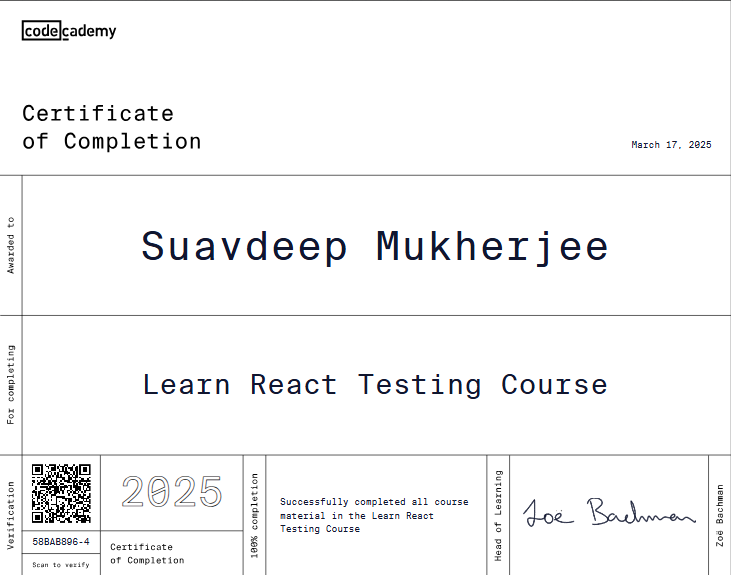 codecademy
Certificate
of Completion
March 17, 2025
Awarded to
Suavdeep Mukherjee
For completing
Learn React Testing Course
Verification
58BAB896-4
Scan to verify
2025
Certificate
of Completion
100% completion
Successfully completed all course
material in the Learn React
Testing Course
Head of Learning
Zoë Bachman
Zoë Bachman